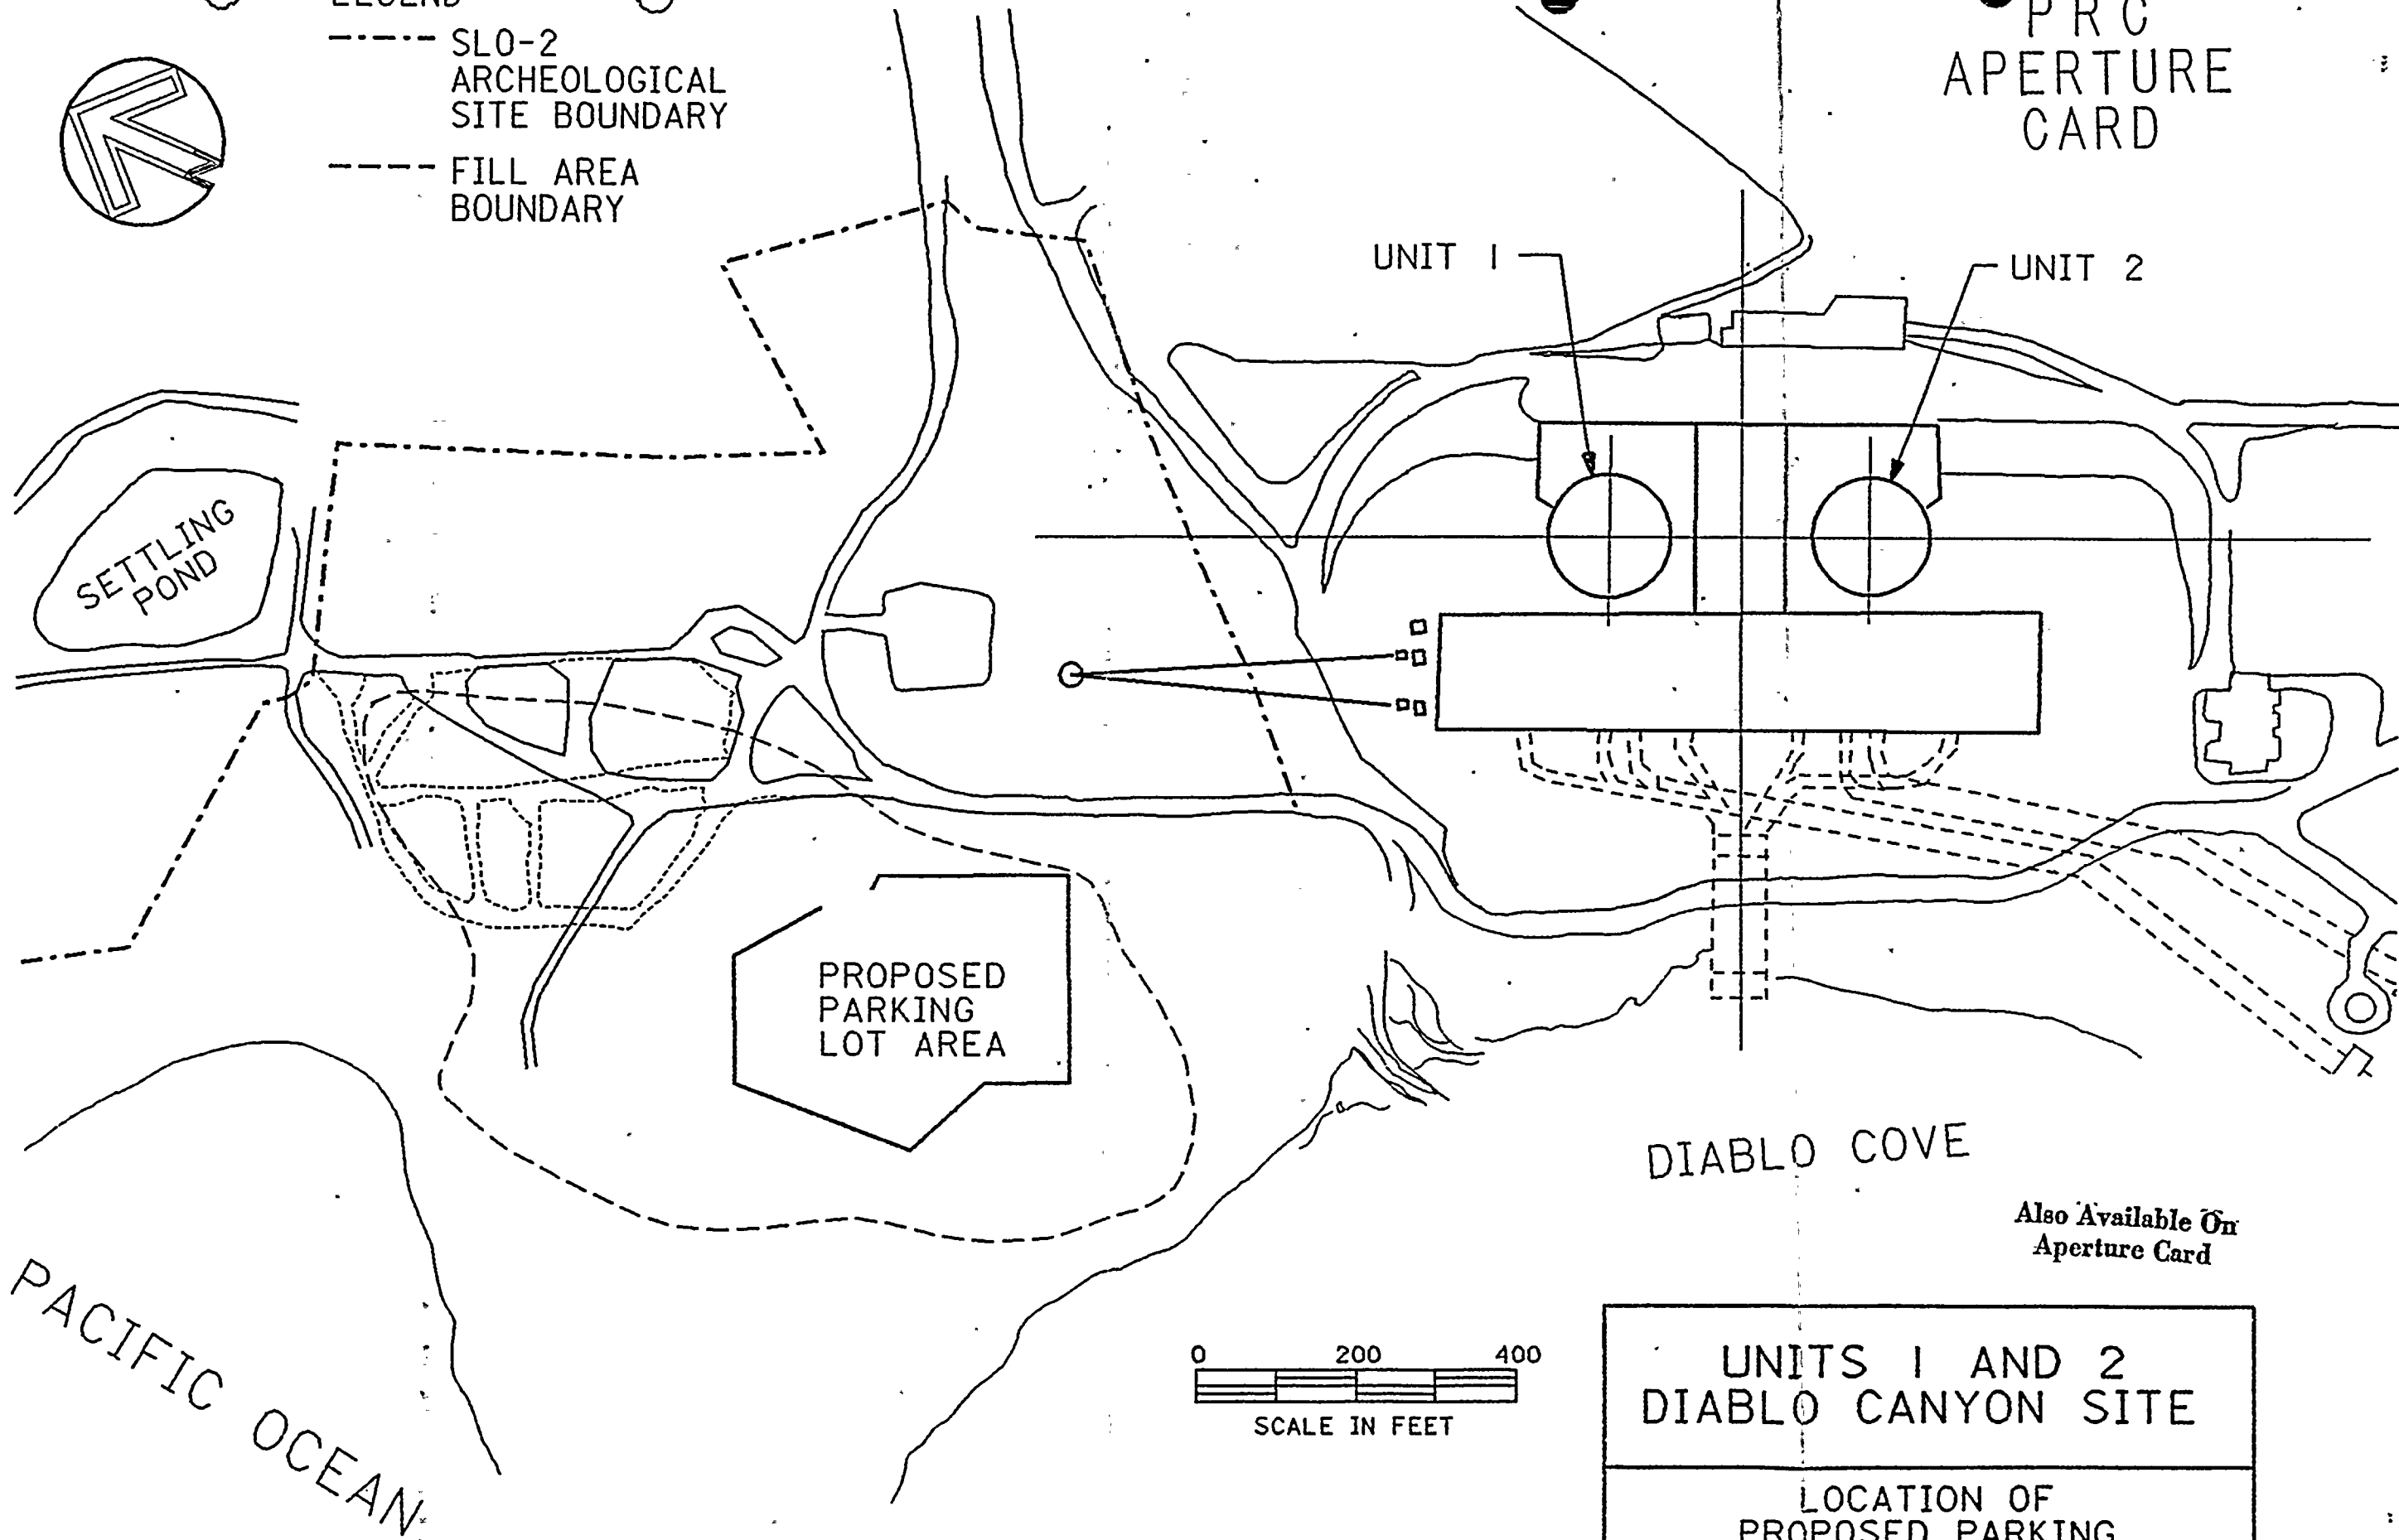 LEGEND
SLO-2
ARCHEOLOGICAL
SITE BOUNDARY
FILL AREA
BOUNDARY
PRC
APERTURE
CARD
UNIT 1
UNIT 2
SETTLING
POND
PROPOSED
PARKING
LOT AREA
DIABLO COVE
Also Available On
Aperture Card
PACIFIC OCEAN
0 200 400
SCALE IN FEET
UNITS 1 AND 2
DIABLO CANYON SITE
LOCATION OF
PROPOSED PARKING